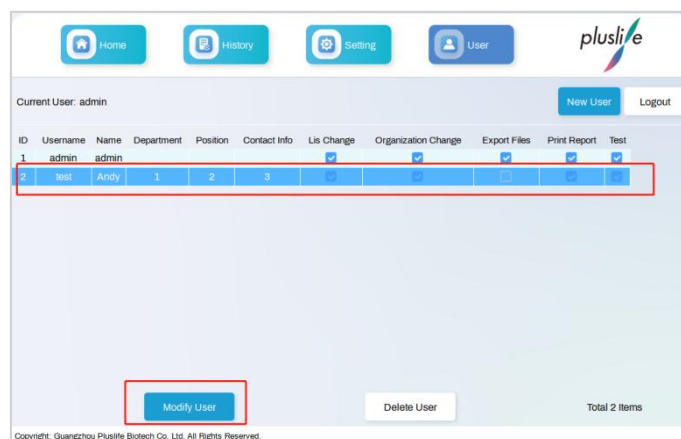 Home History Setting User pluslife
Current User: admin New User Logout
ID Username Name Department Position Contact Info Lis Change Organization Change Export Files Print Report Test
1 admin admin
2 test Andy 1 2 3
Modify User Delete User Total 2 Items
Copyright: Guangzhou Pluslife Biotech Co. Ltd. All Rights Reserved.